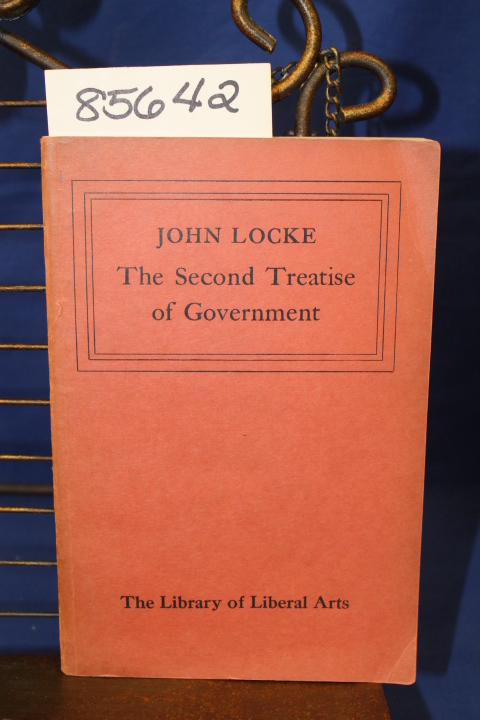 85642
JOHN LOCKE
The Second Treatise
of Government
The Library of Liberal Arts